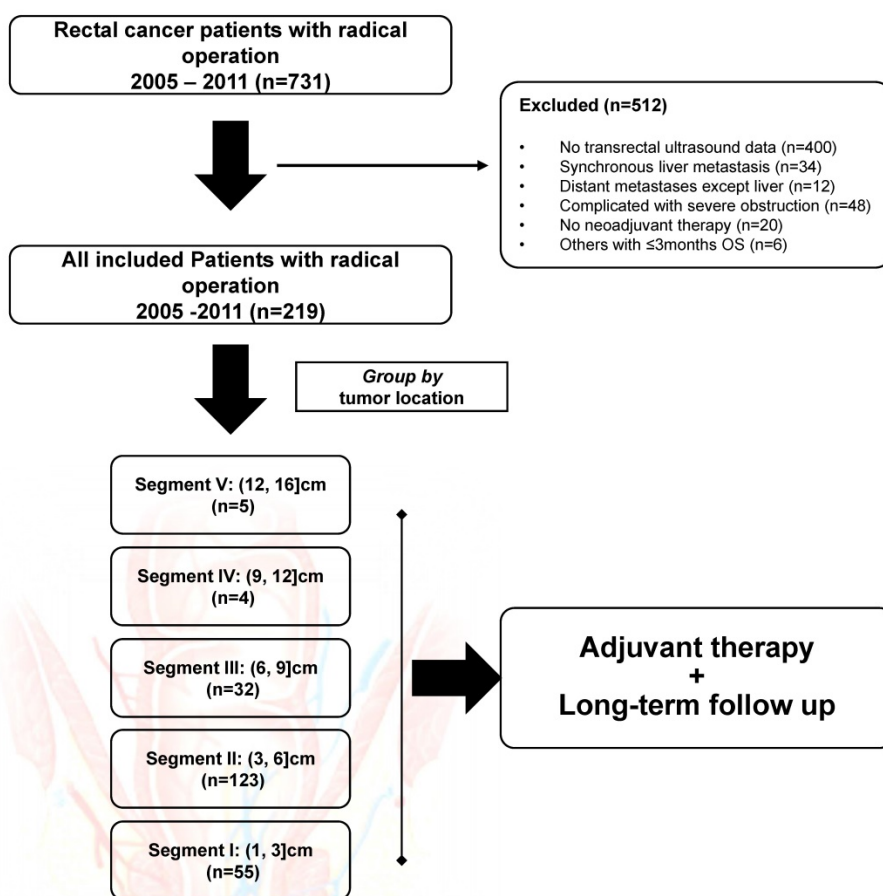 Rectal cancer patients with radical
operation
2005 – 2011 (n=731)
Excluded (n=512)
• No transrectal ultrasound data (n=400)
• Synchronous liver metastasis (n=34)
• Distant metastases except liver (n=12)
• Complicated with severe obstruction (n=48)
• No neoadjuvant therapy (n=20)
• Others with ≤3months OS (n=6)
All included Patients with radical
operation
2005 -2011 (n=219)
Group by
tumor location
Segment V: (12, 16]cm
(n=5)
Segment IV: (9, 12]cm
(n=4)
Segment III: (6, 9]cm
(n=32)
Segment II: (3, 6]cm
(n=123)
Segment I: (1, 3]cm
(n=55)
Adjuvant therapy
+
Long-term follow up